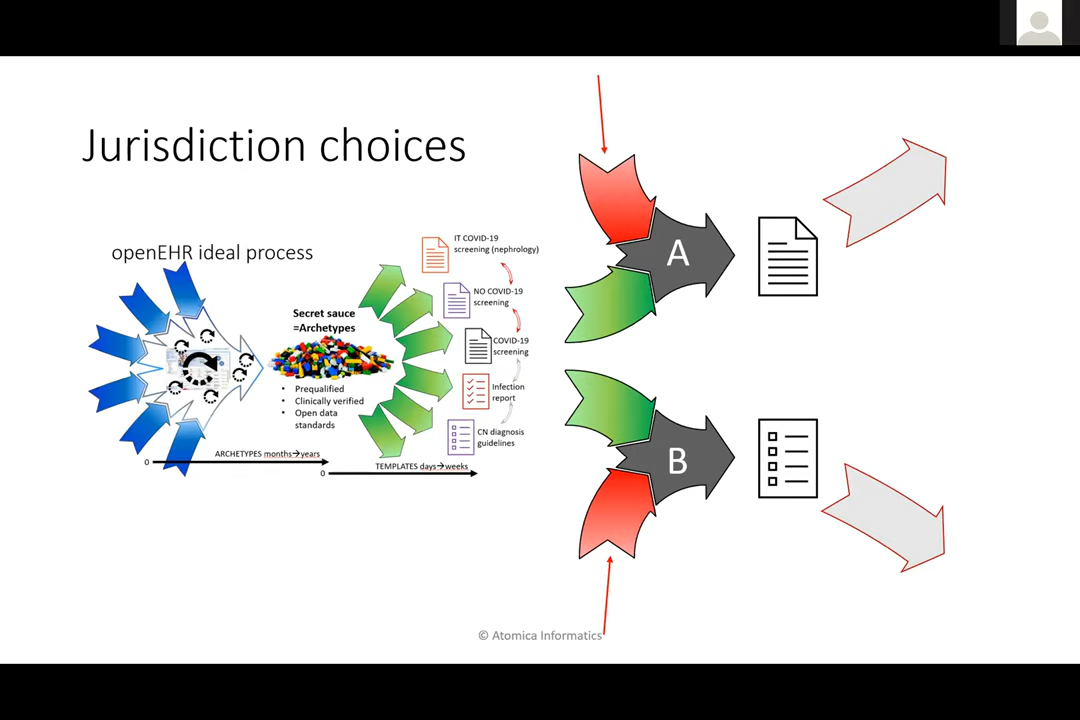 Jurisdiction choices
openEHR ideal process
Secret sauce
=Archetypes
• Prequalified
• Clinically verified
• Open data
standards
IT COVID-19
screening (nephrology)
NO COVID-19
screening
COVID-19
screening
Infection
report
CN diagnosis
guidelines
0
ARCHETYPES months→years
0
TEMPLATES days→weeks
A
B
© Atomica Informatics